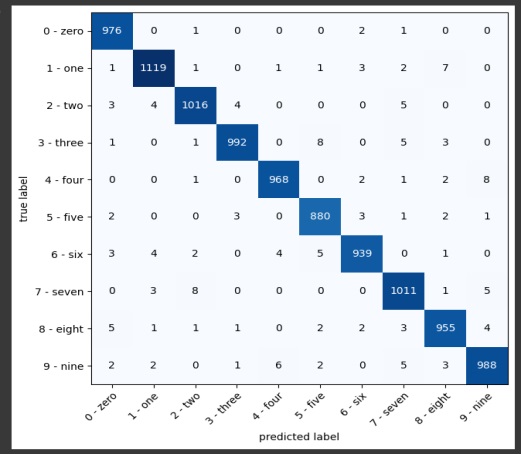 0 - zero 976 0 1 0 0 0 2 1 0 0
1 - one 1 1119 1 0 1 1 3 2 7 0
2 - two 3 4 1016 4 0 0 0 5 0 0
3 - three 1 0 1 992 0 8 0 5 3 0
4 - four 0 0 1 0 968 0 2 1 2 8
5 - five 2 0 0 3 0 880 3 1 2 1
6 - six 3 4 2 0 4 5 939 0 1 0
7 - seven 0 3 8 0 0 0 0 1011 1 5
8 - eight 5 1 1 1 0 2 2 3 955 4
9 - nine 2 2 0 1 6 2 0 5 3 988
true label
0 - zero 1 - one 2 - two 3 - three 4 - four 5 - five 6 - six 7 - seven 8 - eight 9 - nine
predicted label